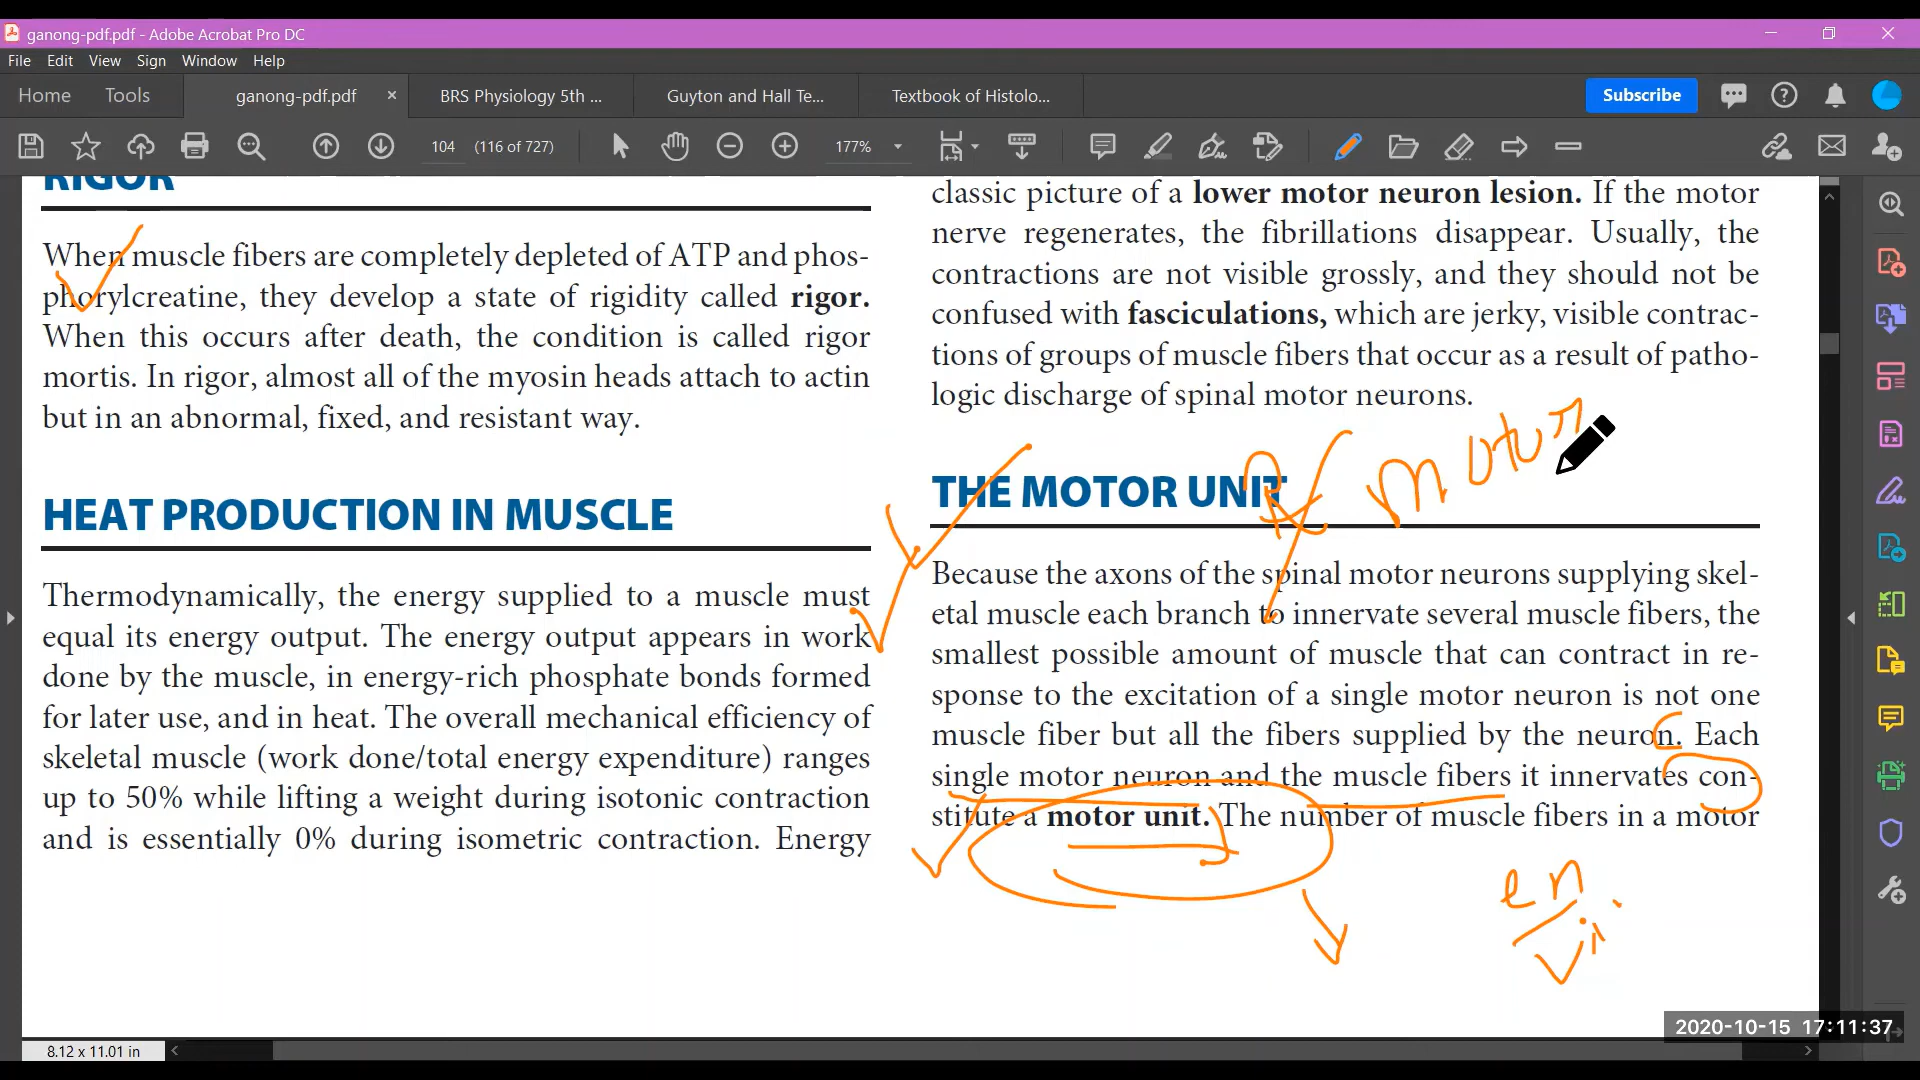 ganong-pdf.pdf - Adobe Acrobat Pro DC
File Edit View Sign Window Help
Home Tools ganong-pdf.pdf × BRS Physiology 5th ... Guyton and Hall Te... Textbook of Histolo... Subscribe
104 (116 of 727) 177%
RIGOR
When muscle fibers are completely depleted of ATP and phos-
phorylcreatine, they develop a state of rigidity called rigor.
When this occurs after death, the condition is called rigor
mortis. In rigor, almost all of the myosin heads attach to actin
but in an abnormal, fixed, and resistant way.
HEAT PRODUCTION IN MUSCLE
Thermodynamically, the energy supplied to a muscle must
equal its energy output. The energy output appears in work
done by the muscle, in energy-rich phosphate bonds formed
for later use, and in heat. The overall mechanical efficiency of
skeletal muscle (work done/total energy expenditure) ranges
up to 50% while lifting a weight during isotonic contraction
and is essentially 0% during isometric contraction. Energy
classic picture of a lower motor neuron lesion. If the motor
nerve regenerates, the fibrillations disappear. Usually, the
contractions are not visible grossly, and they should not be
confused with fasciculations, which are jerky, visible contrac-
tions of groups of muscle fibers that occur as a result of patho-
logic discharge of spinal motor neurons.
motor
THE MOTOR UNIT
Because the axons of the spinal motor neurons supplying skel-
etal muscle each branch to innervate several muscle fibers, the
smallest possible amount of muscle that can contract in re-
sponse to the excitation of a single motor neuron is not one
muscle fiber but all the fibers supplied by the neuron. Each
single motor neuron and the muscle fibers it innervates con-
stitute a motor unit. The number of muscle fibers in a motor
en
8.12 x 11.01 in
2020-10-15 17:11:37